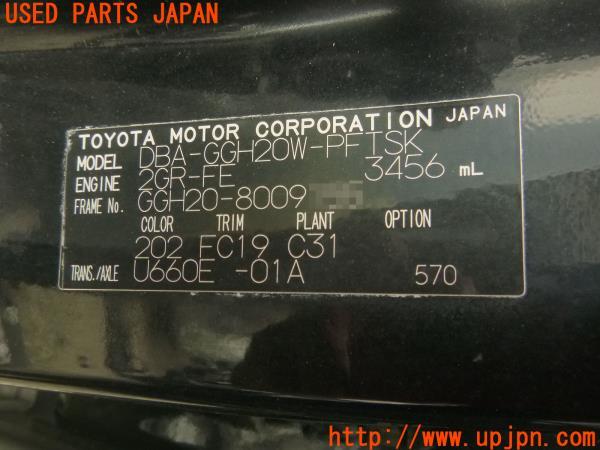 USED PARTS JAPAN
TOYOTA MOTOR CORPORATION JAPAN
MODEL DBA-GGH20W-PFTSK
ENGINE 2GR-FE 3456 mL
FRAME No. GGH20-8009
COLOR TRIM PLANT OPTION
202 FC19 C31
TRANS./AXLE U660E -01A 570
http://www.upjpn.com